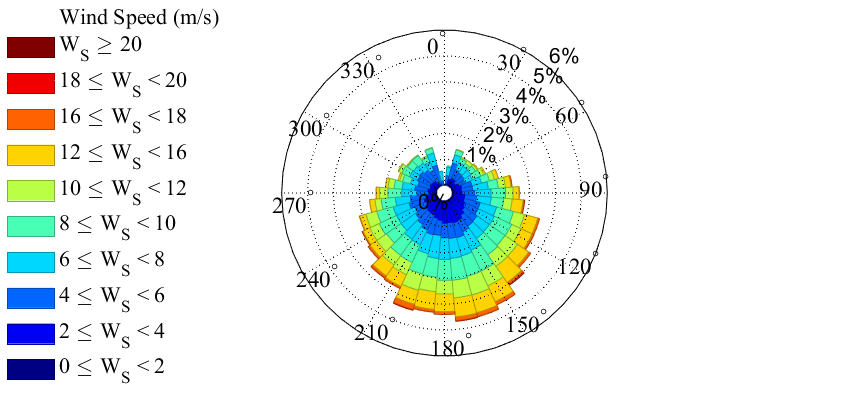 Wind Speed (m/s)
W_S ≥ 20
18 ≤ W_S < 20
16 ≤ W_S < 18
12 ≤ W_S < 16
10 ≤ W_S < 12
8 ≤ W_S < 10
6 ≤ W_S < 8
4 ≤ W_S < 6
2 ≤ W_S < 4
0 ≤ W_S < 2
0°
30°
60°
90°
120°
150°
180°
210°
240°
270°
300°
330°
0%
1%
2%
3%
4%
5%
6%